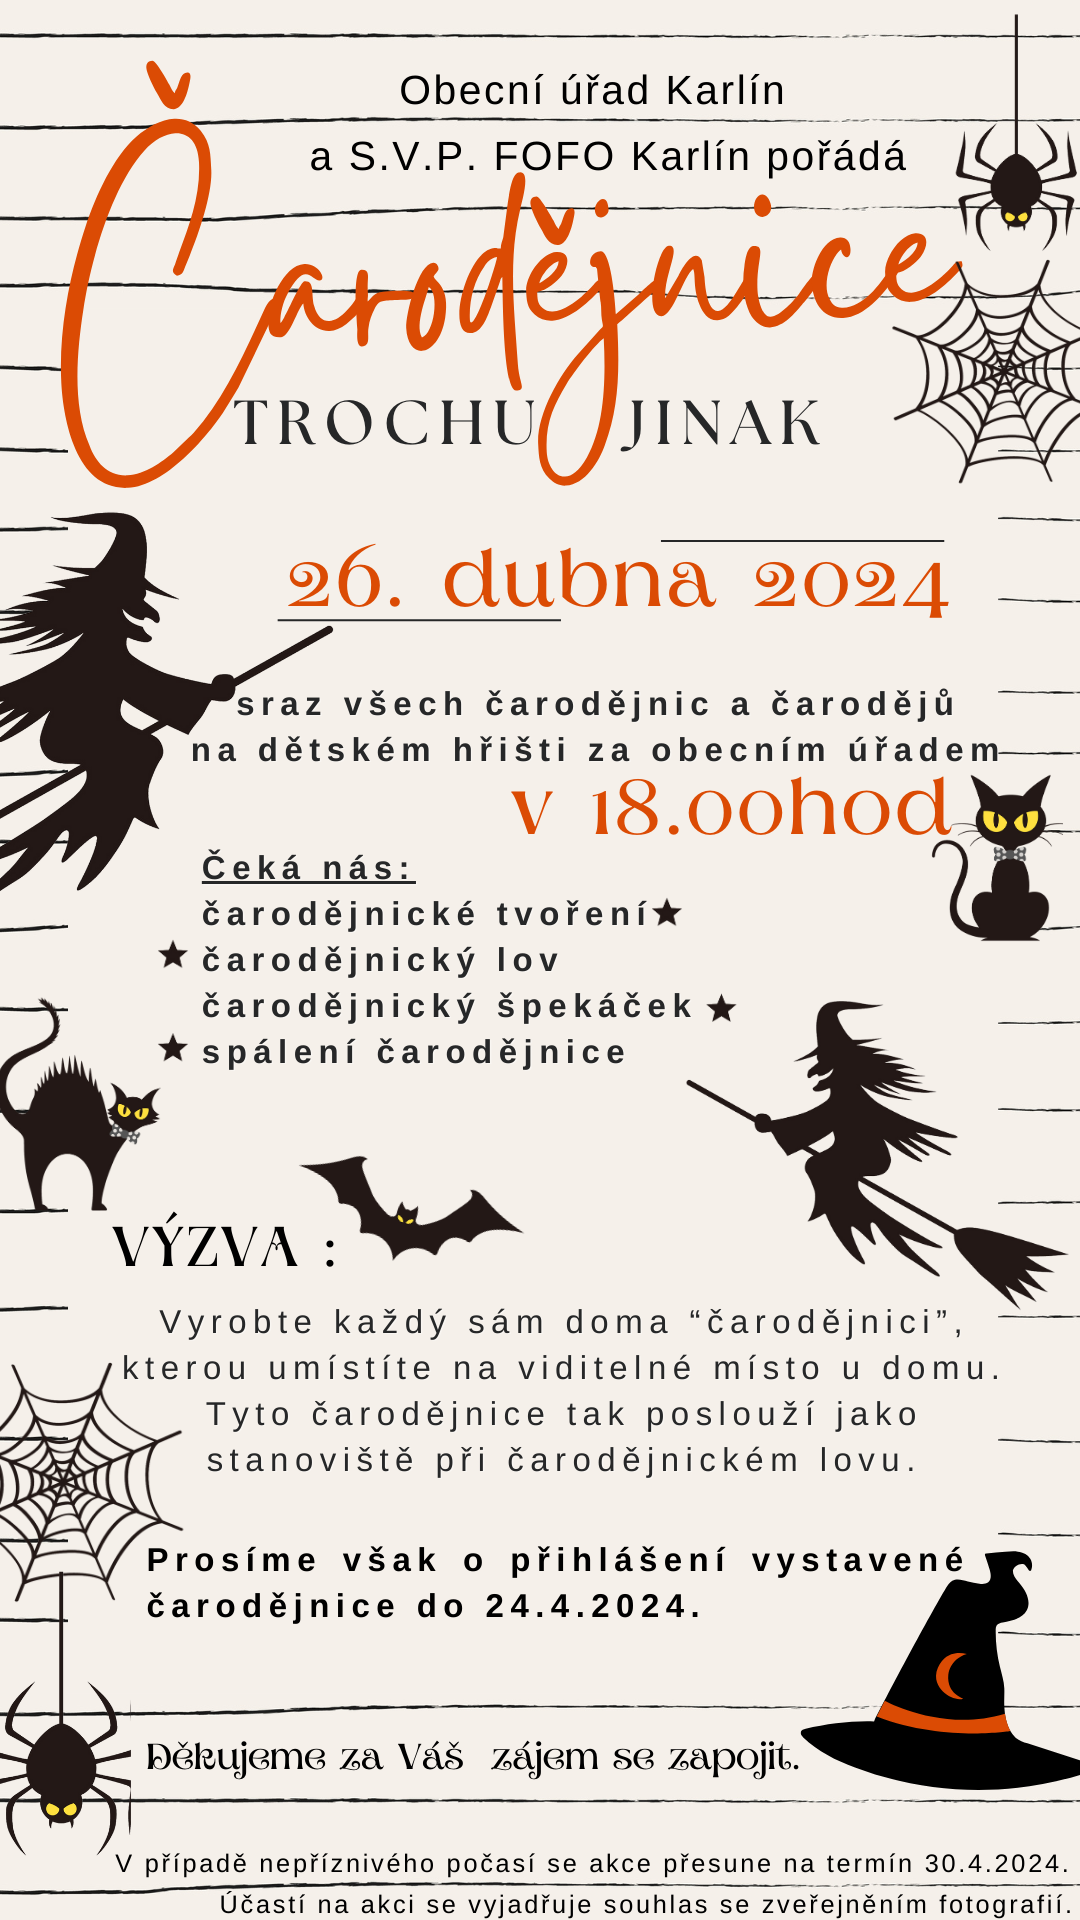 Obecní úřad Karlín
a S.V.P. FOFO Karlín pořádá
Čarodějnice
TROCHU JINAK
26. dubna 2024
sraz všech čarodějnic a čarodějů
na dětském hřišti za obecním úřadem
v 18.00hod
Čeká nás:
čarodějnické tvoření
čarodějnický lov
čarodějnický špekáček
spálení čarodějnice
VÝZVA :
Vyrobte každý sám doma “čarodějnici”,
kterou umístíte na viditelné místo u domu.
Tyto čarodějnice tak poslouží jako
stanoviště při čarodějnickém lovu.
Prosíme však o přihlášení vystavené
čarodějnice do 24.4.2024.
Děkujeme za Váš zájem se zapojit.
V případě nepříznivého počasí se akce přesune na termín 30.4.2024.
Účastí na akci se vyjadřuje souhlas se zveřejněním fotografií.